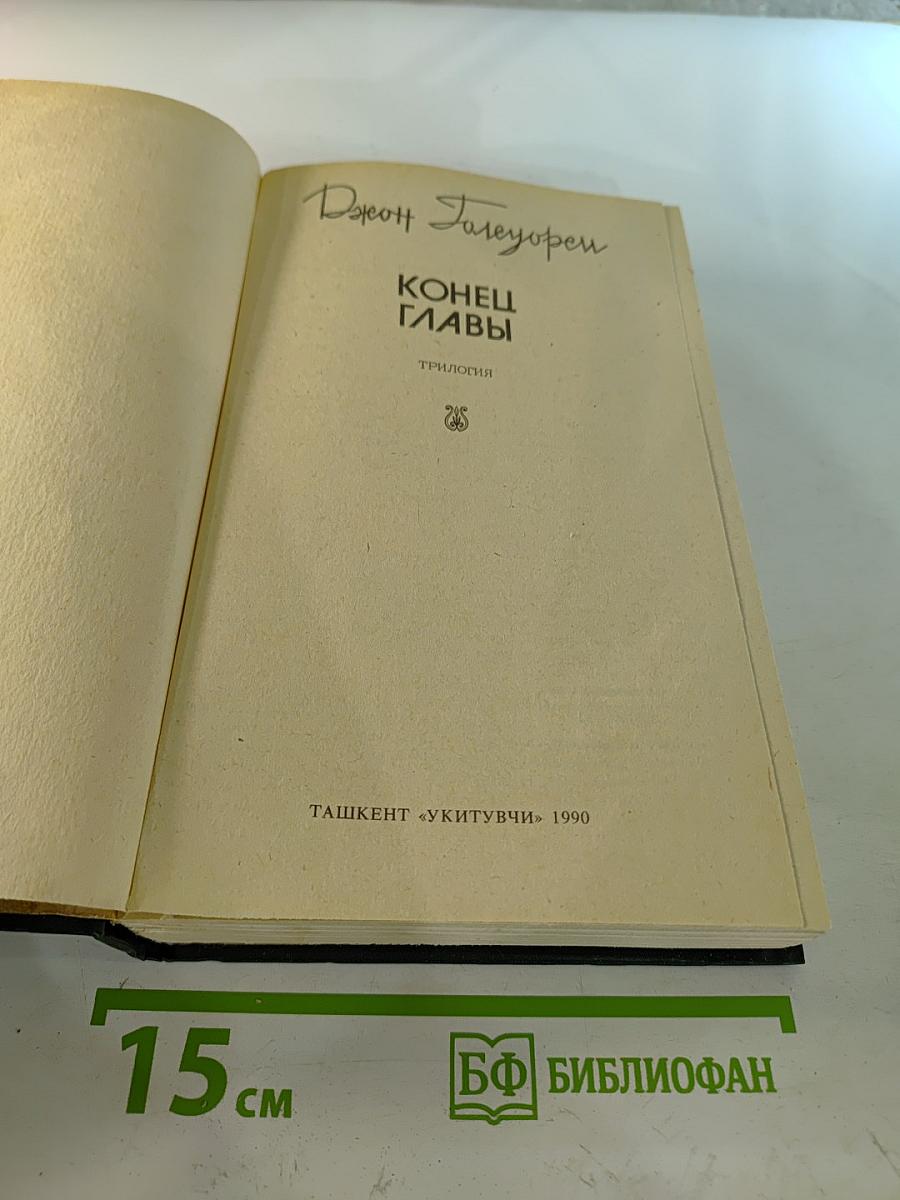 Джон Голсуорси
КОНЕЦ
ГЛАВЫ
ТРИЛОГИЯ
ТАШКЕНТ «УКИТУВЧИ» 1990
15 см
БФ БИБЛИОФАН